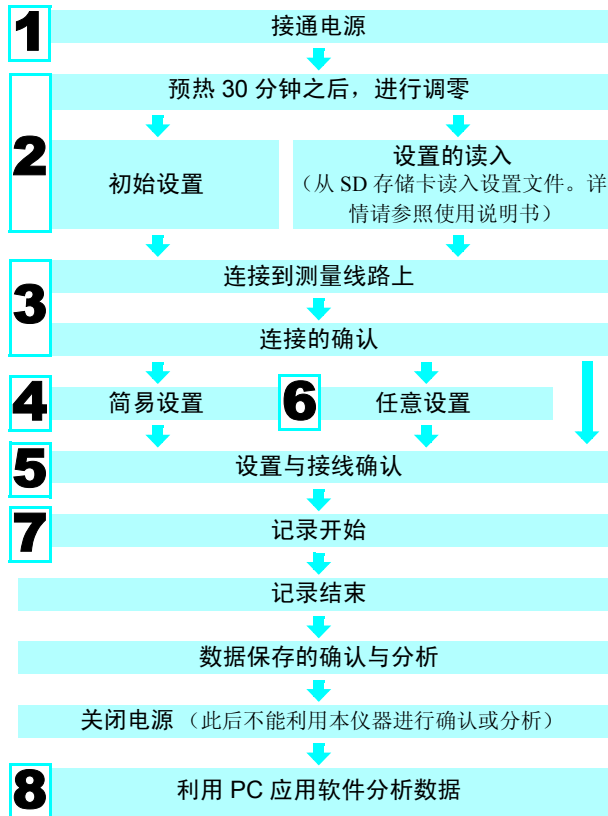 1
接通电源
2
预热 30 分钟之后，进行调零
初始设置
设置的读入
（从 SD 存储卡读入设置文件。详
情请参照使用说明书）
3
连接到测量线路上
连接的确认
4
简易设置
6
任意设置
5
设置与接线确认
7
记录开始
记录结束
数据保存的确认与分析
关闭电源（此后不能利用本仪器进行确认或分析）
8
利用 PC 应用软件分析数据